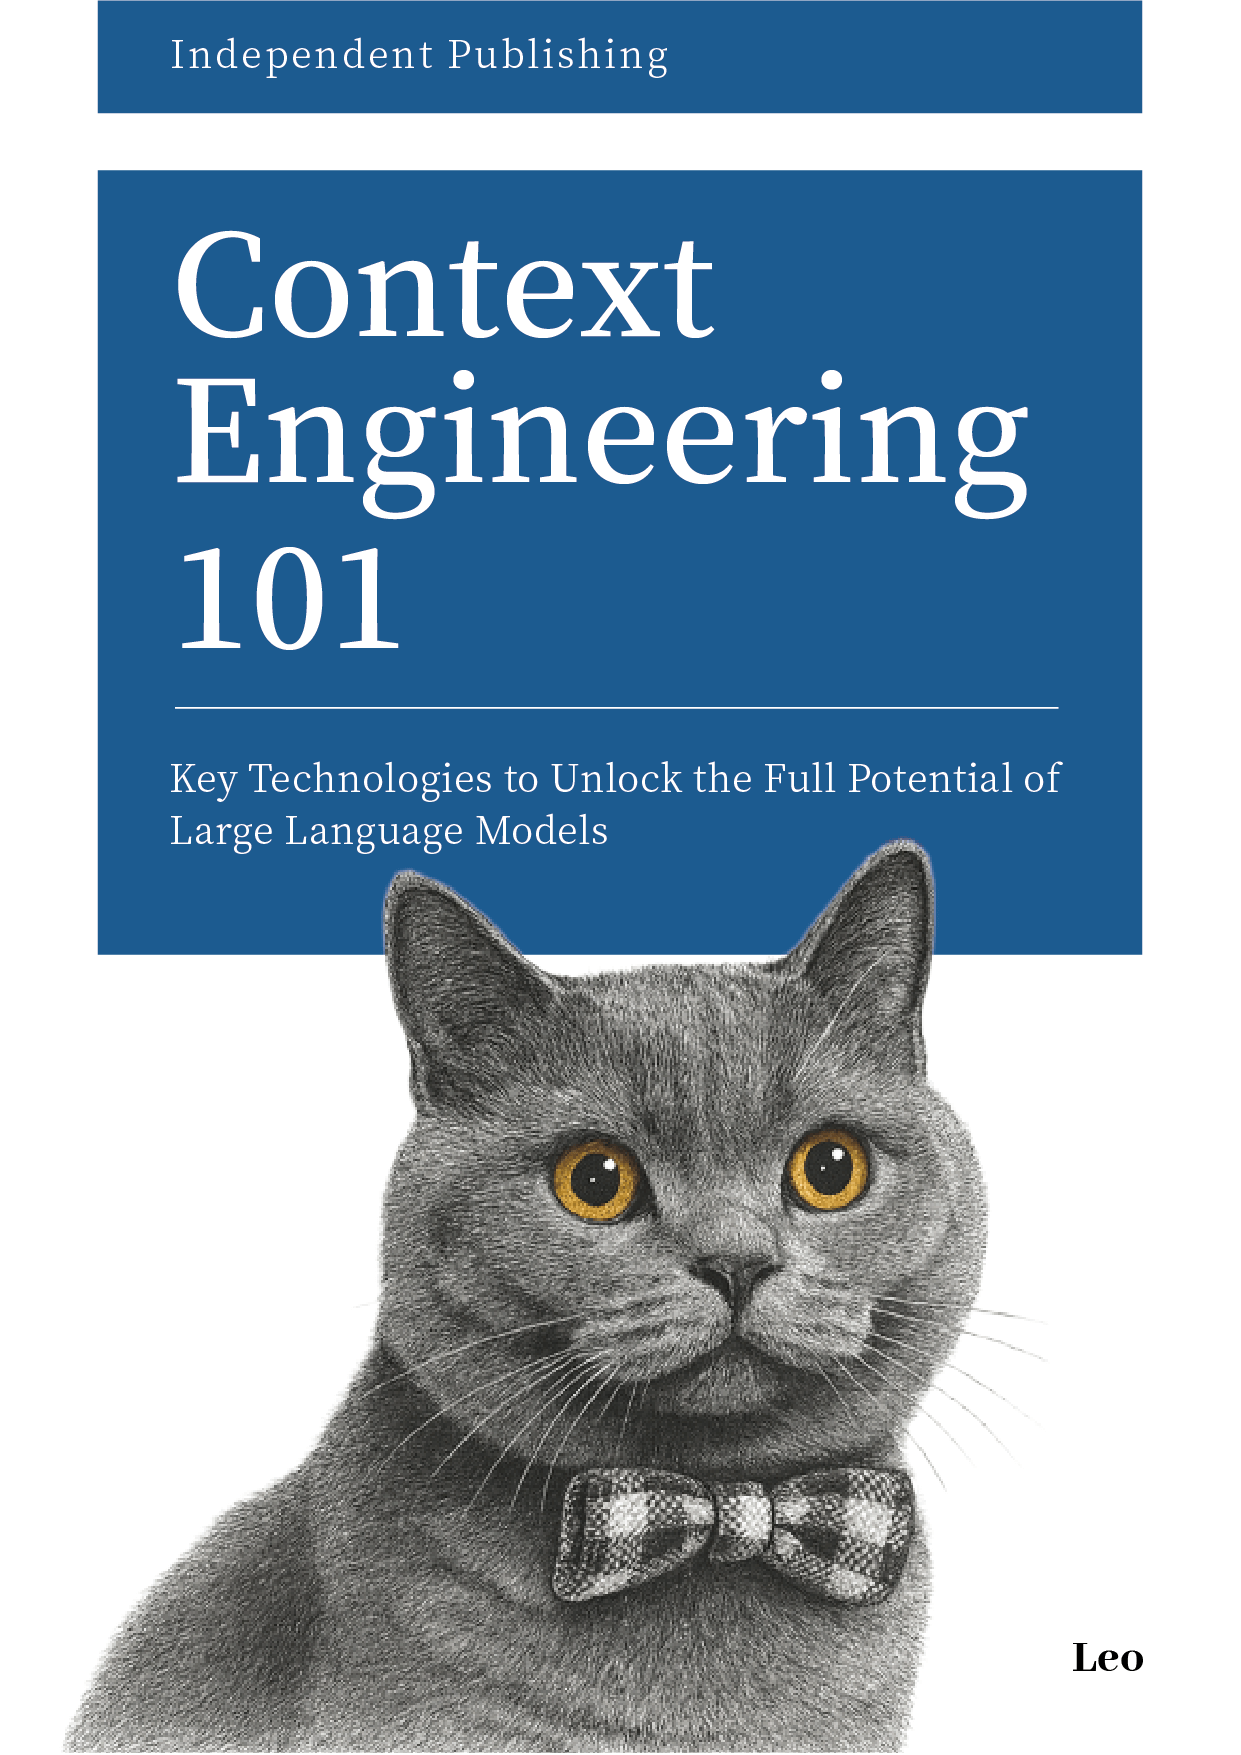 Independent Publishing
Context
Engineering
101
Key Technologies to Unlock the Full Potential of
Large Language Models
Leo